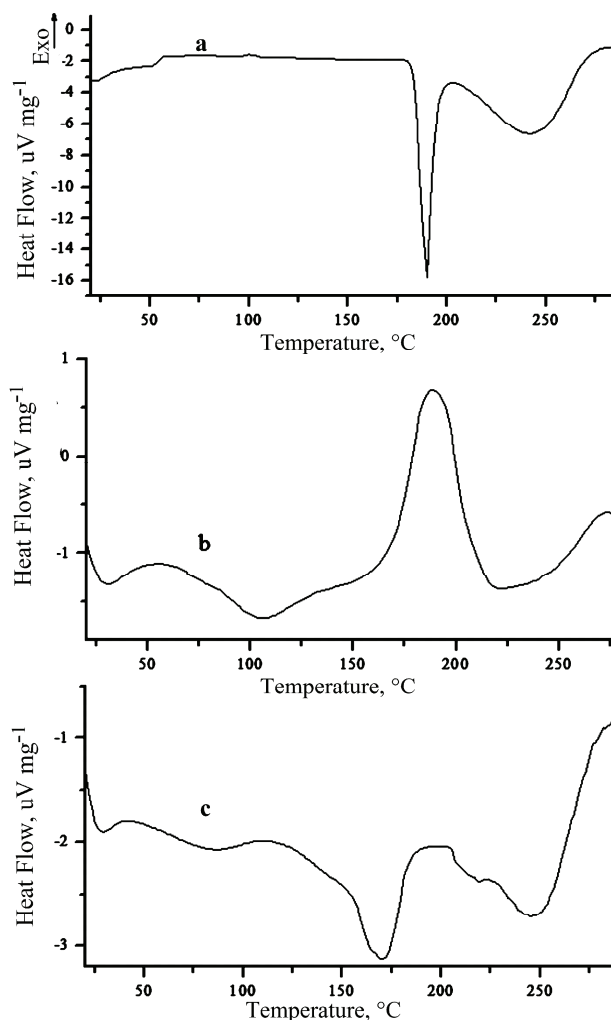 Exo
Heat Flow, uV mg⁻¹
a
0
-2
-4
-6
-8
-10
-12
-14
-16
50 100 150 200 250
Temperature, °C
Heat Flow, uV mg⁻¹
b
1
0
-1
50 100 150 200 250
Temperature, °C
Heat Flow, uV mg⁻¹
c
-1
-2
-3
50 100 150 200 250
Temperature, °C